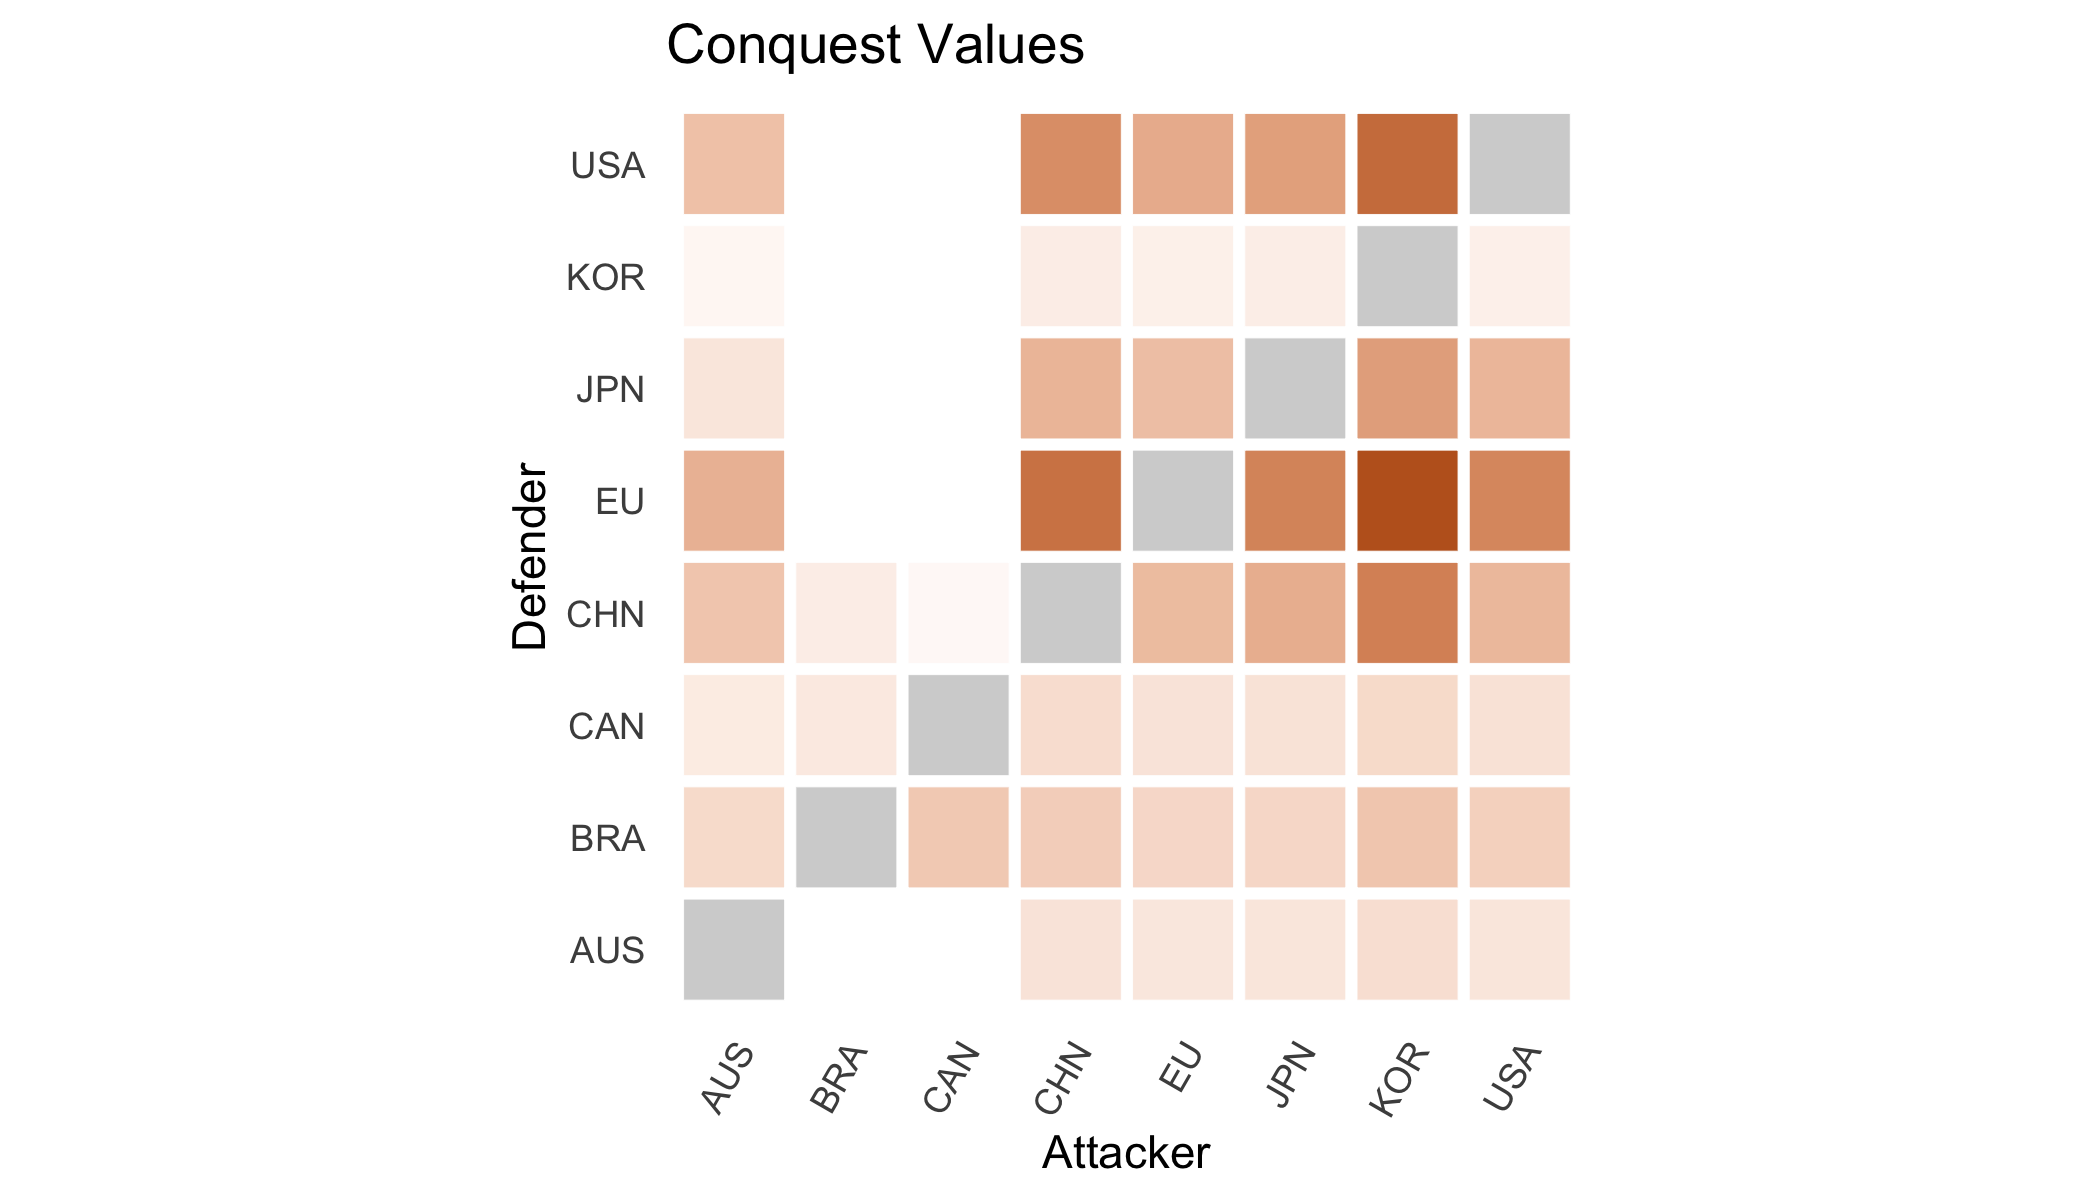 Conquest Values
USA
KOR
JPN
EU
CHN
CAN
BRA
AUS
Defender
AUS
BRA
CAN
CHN
EU
JPN
KOR
USA
Attacker